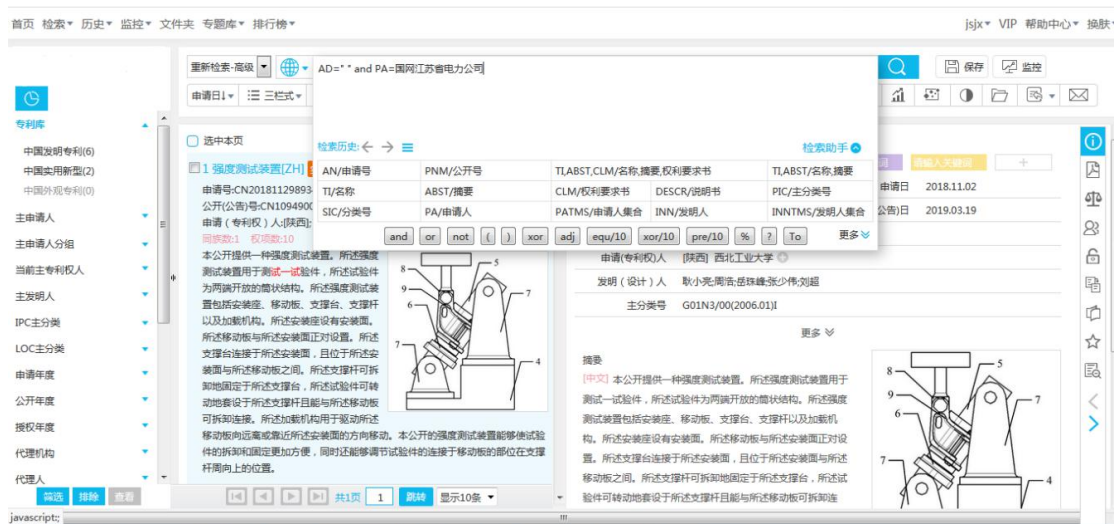 首页 检索▾ 历史▾ 监控▾ 文件夹 专题库▾ 排行榜▾
jsjx▾ VIP 帮助中心▾ 换肤
重新检索-高级
AD=" " and PA=国网江苏省电力公司
保存 监控
申请日↓▾ 三栏式▾
检索历史:
检索助手
AN/申请号 PNM/公开号 TI,ABST,CLM/名称,摘要,权利要求书 TI,ABST/名称,摘要
TI/名称 ABST/摘要 CLM/权利要求书 DESCR/说明书 PIC/主分类号
SIC/分类号 PA/申请人 PATMS/申请人集合 INN/发明人 INNTMS/发明人集合
and or not ( ) xor adj equ/10 xor/10 pre/10 % ? To 更多
专利库
中国发明专利(6)
中国实用新型(2)
中国外观专利(0)
主申请人
主申请人分组
当前主专利权人
主发明人
IPC主分类
LOC主分类
申请年度
公开年度
授权年度
代理机构
代理人
筛选 排除 查看
选中本页
1 强度测试装置[ZH]
申请号:CN2018112989
公开(公告)号:CN109490
申请(专利权)人:[陕西];
同族数:1 权项数:10
本公开提供一种强度测试装置。所述强度
测试装置用于测试一试验件，所述试验件
为两端开放的筒状结构。所述强度测试装
置包括安装座、移动板、支撑台、支撑杆
以及加载机构。所述安装座设有安装面。
所述移动板与所述安装面正对设置。所述
支撑台连接于所述安装面，且位于所述安
装面与所述移动板之间。所述支撑杆可拆
卸地固定于所述支撑台，所述试验件可转
动地套设于所述支撑杆且能与所述移动板
可拆卸连接。所述加载机构用于驱动所述
移动板向远离或靠近所述安装面的方向移动。本公开的强度测试装置能够使试验
件的拆卸和固定更加方便，同时还能够调节试验件的连接于移动板的部位在支撑
杆周向上的位置。
8 5
9 7
6
7 4
共1页 1 跳转 显示10条
请输入关键词 +
申请日 2018.11.02
公告)日 2019.03.19
申请(专利权)人 [陕西] 西北工业大学
发明（设计）人 耿小亮;周浩;岳珠峰;张少伟;刘超
主分类号 G01N3/00(2006.01)I
更多
摘要
[中文] 本公开提供一种强度测试装置。所述强度测试装置用于
测试一试验件，所述试验件为两端开放的筒状结构。所述强度
测试装置包括安装座、移动板、支撑台、支撑杆以及加载机
构。所述安装座设有安装面。所述移动板与所述安装面正对设
置。所述支撑台连接于所述安装面，且位于所述安装面与所述
移动板之间。所述支撑杆可拆卸地固定于所述支撑台，所述试
验件可转动地套设于所述支撑杆且能与所述移动板可拆卸连
8 5
9 7
6
7 4
javascript:;